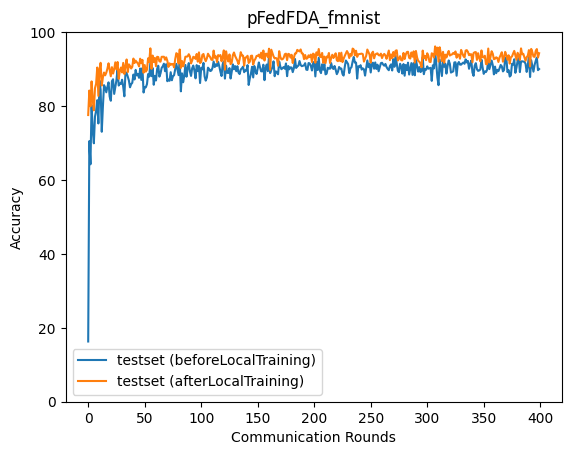 pFedFDA_fmnist
100
80
60
40
20
0
Accuracy
testset (beforeLocalTraining)
testset (afterLocalTraining)
0 50 100 150 200 250 300 350 400
Communication Rounds